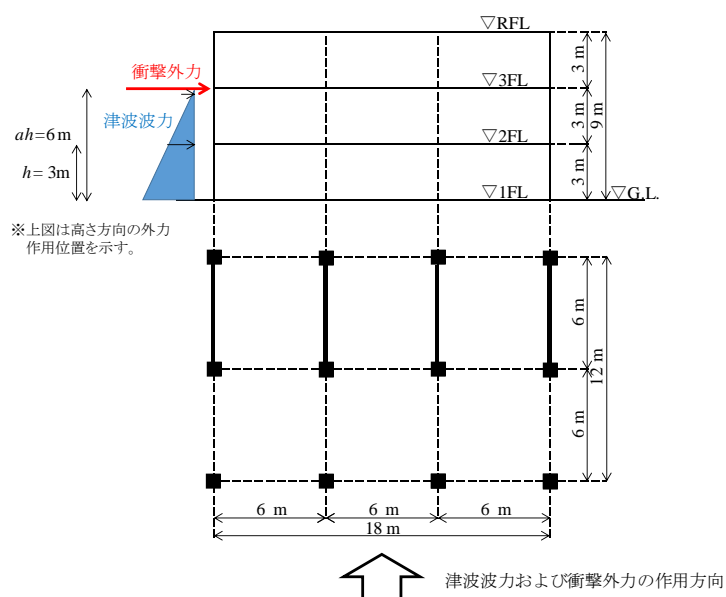 ▽RFL
衝撃外力
▽3FL
3 m
津波波力
ah=6 m
h= 3m
▽2FL
3 m
9 m
3 m
▽1FL
▽G.L.
※上図は高さ方向の外力
作用位置を示す。
6 m
12 m
6 m
6 m
6 m
6 m
18 m
津波波力および衝撃外力の作用方向